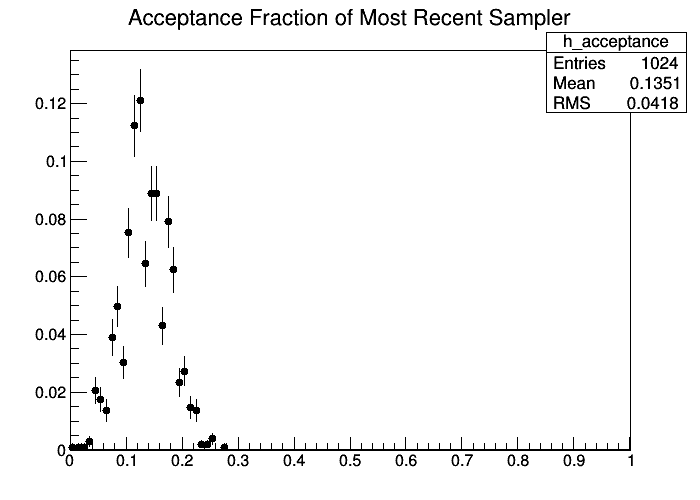 Acceptance Fraction of Most Recent Sampler
h_acceptance
Entries 1024
Mean 0.1351
RMS 0.0418
0.12
0.1
0.08
0.06
0.04
0.02
0
0 0.1 0.2 0.3 0.4 0.5 0.6 0.7 0.8 0.9 1